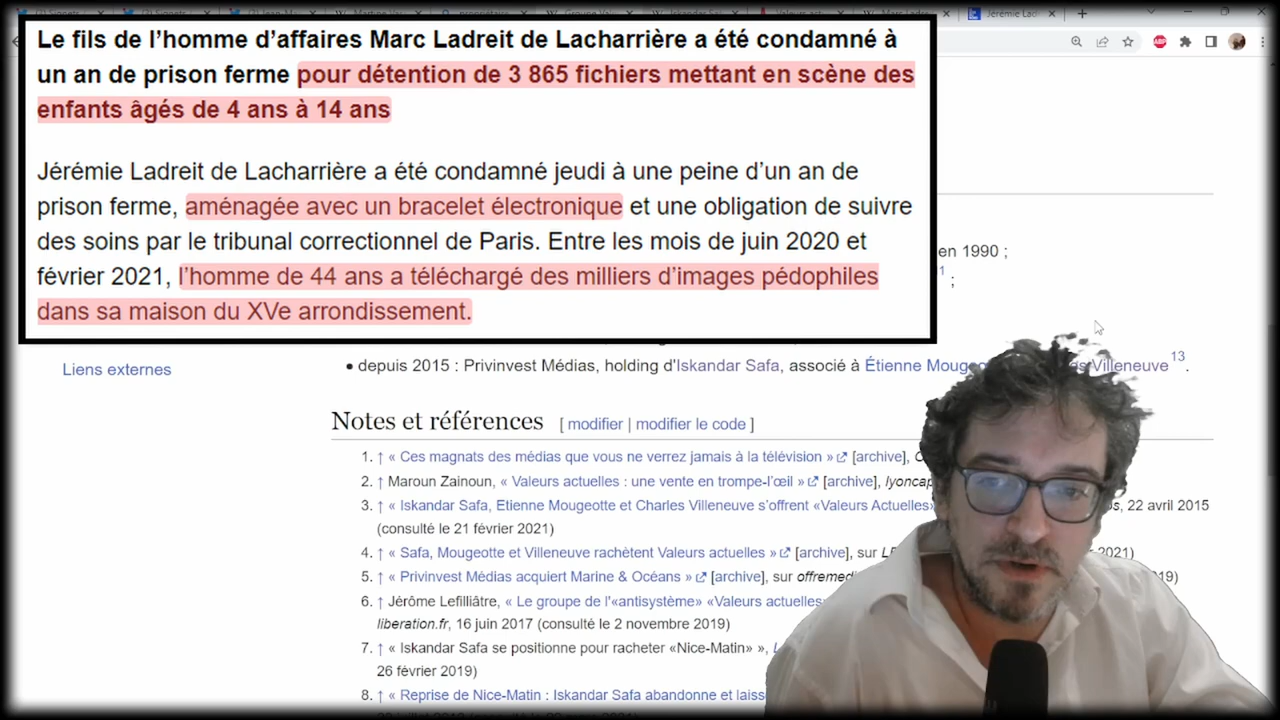 Le fils de l'homme d'affaires Marc Ladreit de Lacharrière a été condamné à
un an de prison ferme pour détention de 3 865 fichiers mettant en scène des
enfants âgés de 4 ans à 14 ans
Jérémie Ladreit de Lacharrière a été condamné jeudi à une peine d'un an de
prison ferme, aménagée avec un bracelet électronique et une obligation de suivre
des soins par le tribunal correctionnel de Paris. Entre les mois de juin 2020 et
février 2021, l'homme de 44 ans a téléchargé des milliers d'images pédophiles
dans sa maison du XVe arrondissement.
en 1990 ;
;
Liens externes
• depuis 2015 : Privinvest Médias, holding d'Iskandar Safa, associé à Étienne Villeneuve 13.
Notes et références [ modifier | modifier le code ]
1. ↑ « Ces magnats des médias que vous ne verrez jamais à la télévision » [archive],
2. ↑ Maroun Zainoun, « Valeurs actuelles : une vente en trompe-l'œil » [archive],
3. ↑ « Iskandar Safa, Etienne Mougeotte et Charles Villeneuve s'offrent «Valeurs Actuelles» 22 avril 2015
(consulté le 21 février 2021)
4. ↑ « Safa, Mougeotte et Villeneuve rachètent Valeurs actuelles » [archive], sur 2021)
5. ↑ « Privinvest Médias acquiert Marine & Océans » [archive], sur
6. ↑ Jérôme Lefilliâtre, « Le groupe de l'«antisystème» «Valeurs actuelles»
liberation.fr, 16 juin 2017 (consulté le 2 novembre 2019)
7. ↑ « Iskandar Safa se positionne pour racheter «Nice-Matin» »,
26 février 2019)
8. ↑ « Reprise de Nice-Matin : Iskandar Safa abandonne et